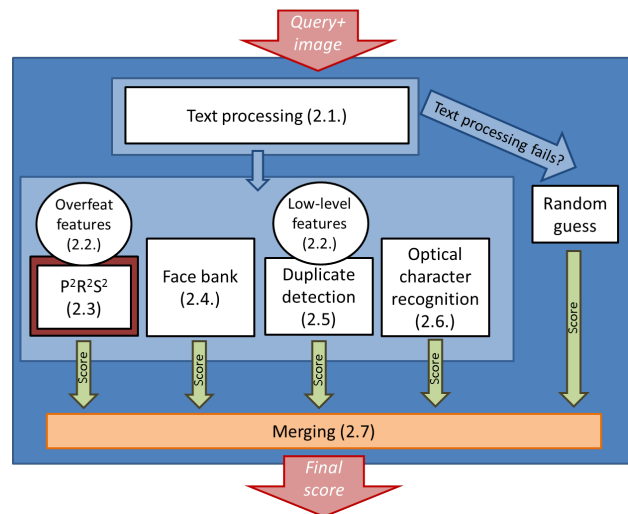 Query+
image
Text processing (2.1.)
Text processing fails?
Overfeat
features
(2.2.)
Low-level
features
(2.2.)
Random
guess
P²R²S²
(2.3)
Face bank
(2.4.)
Duplicate
detection
(2.5)
Optical
character
recognition
(2.6.)
Score
Score
Score
Score
Score
Merging (2.7)
Final
score